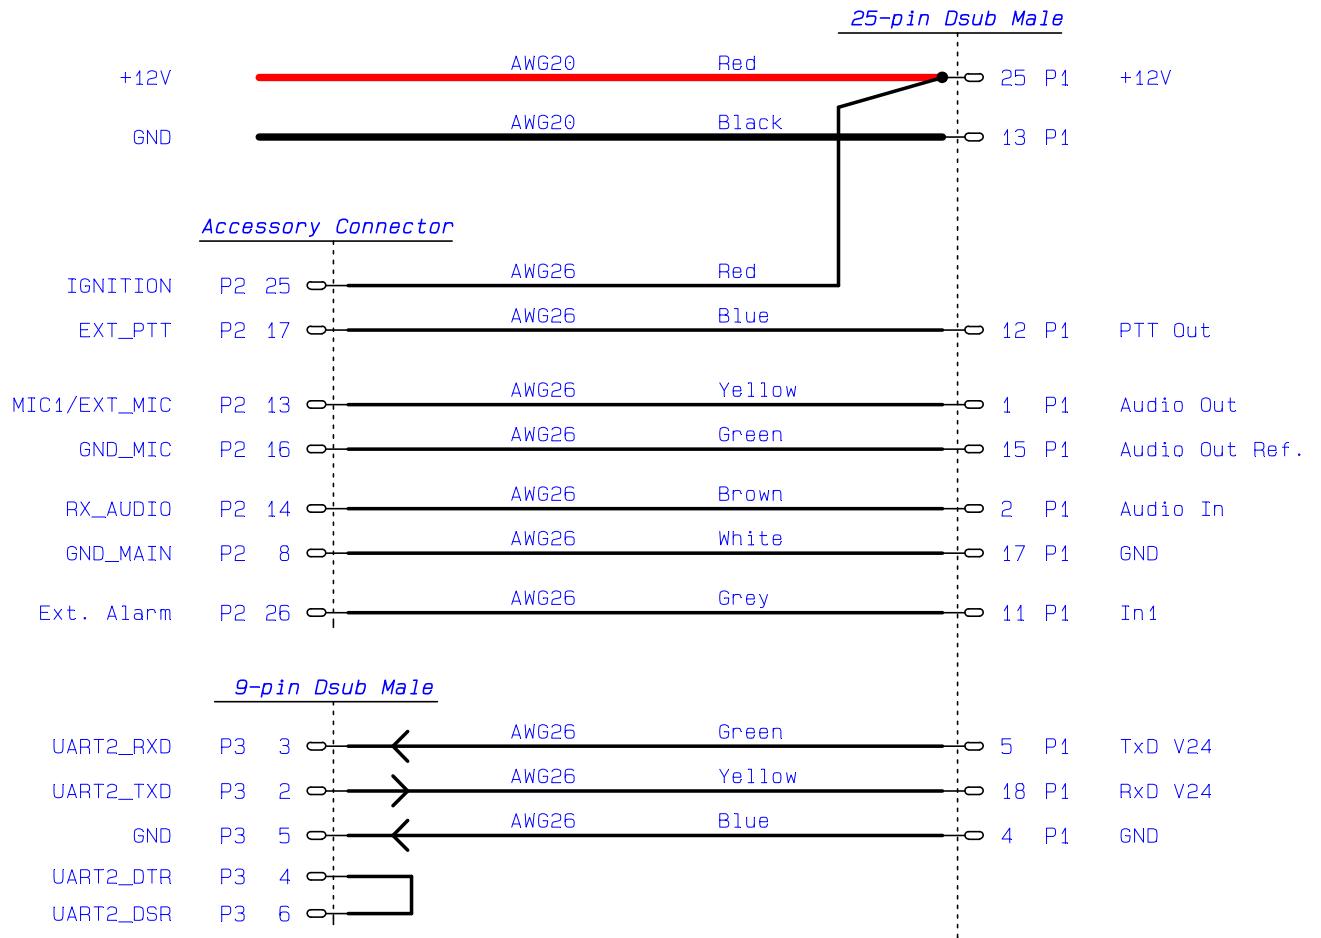 25-pin Dsub Male
AWG20 Red
+12V 25 P1 +12V
AWG20 Black
GND 13 P1
Accessory Connector
AWG26 Red
IGNITION P2 25
AWG26 Blue
EXT_PTT P2 17 12 P1 PTT Out
AWG26 Yellow
MIC1/EXT_MIC P2 13 1 P1 Audio Out
AWG26 Green
GND_MIC P2 16 15 P1 Audio Out Ref.
AWG26 Brown
RX_AUDIO P2 14 2 P1 Audio In
AWG26 White
GND_MAIN P2 8 17 P1 GND
AWG26 Grey
Ext. Alarm P2 26 11 P1 In1
9-pin Dsub Male
AWG26 Green
UART2_RXD P3 3 5 P1 TxD V24
AWG26 Yellow
UART2_TXD P3 2 18 P1 RxD V24
AWG26 Blue
GND P3 5 4 P1 GND
UART2_DTR P3 4
UART2_DSR P3 6